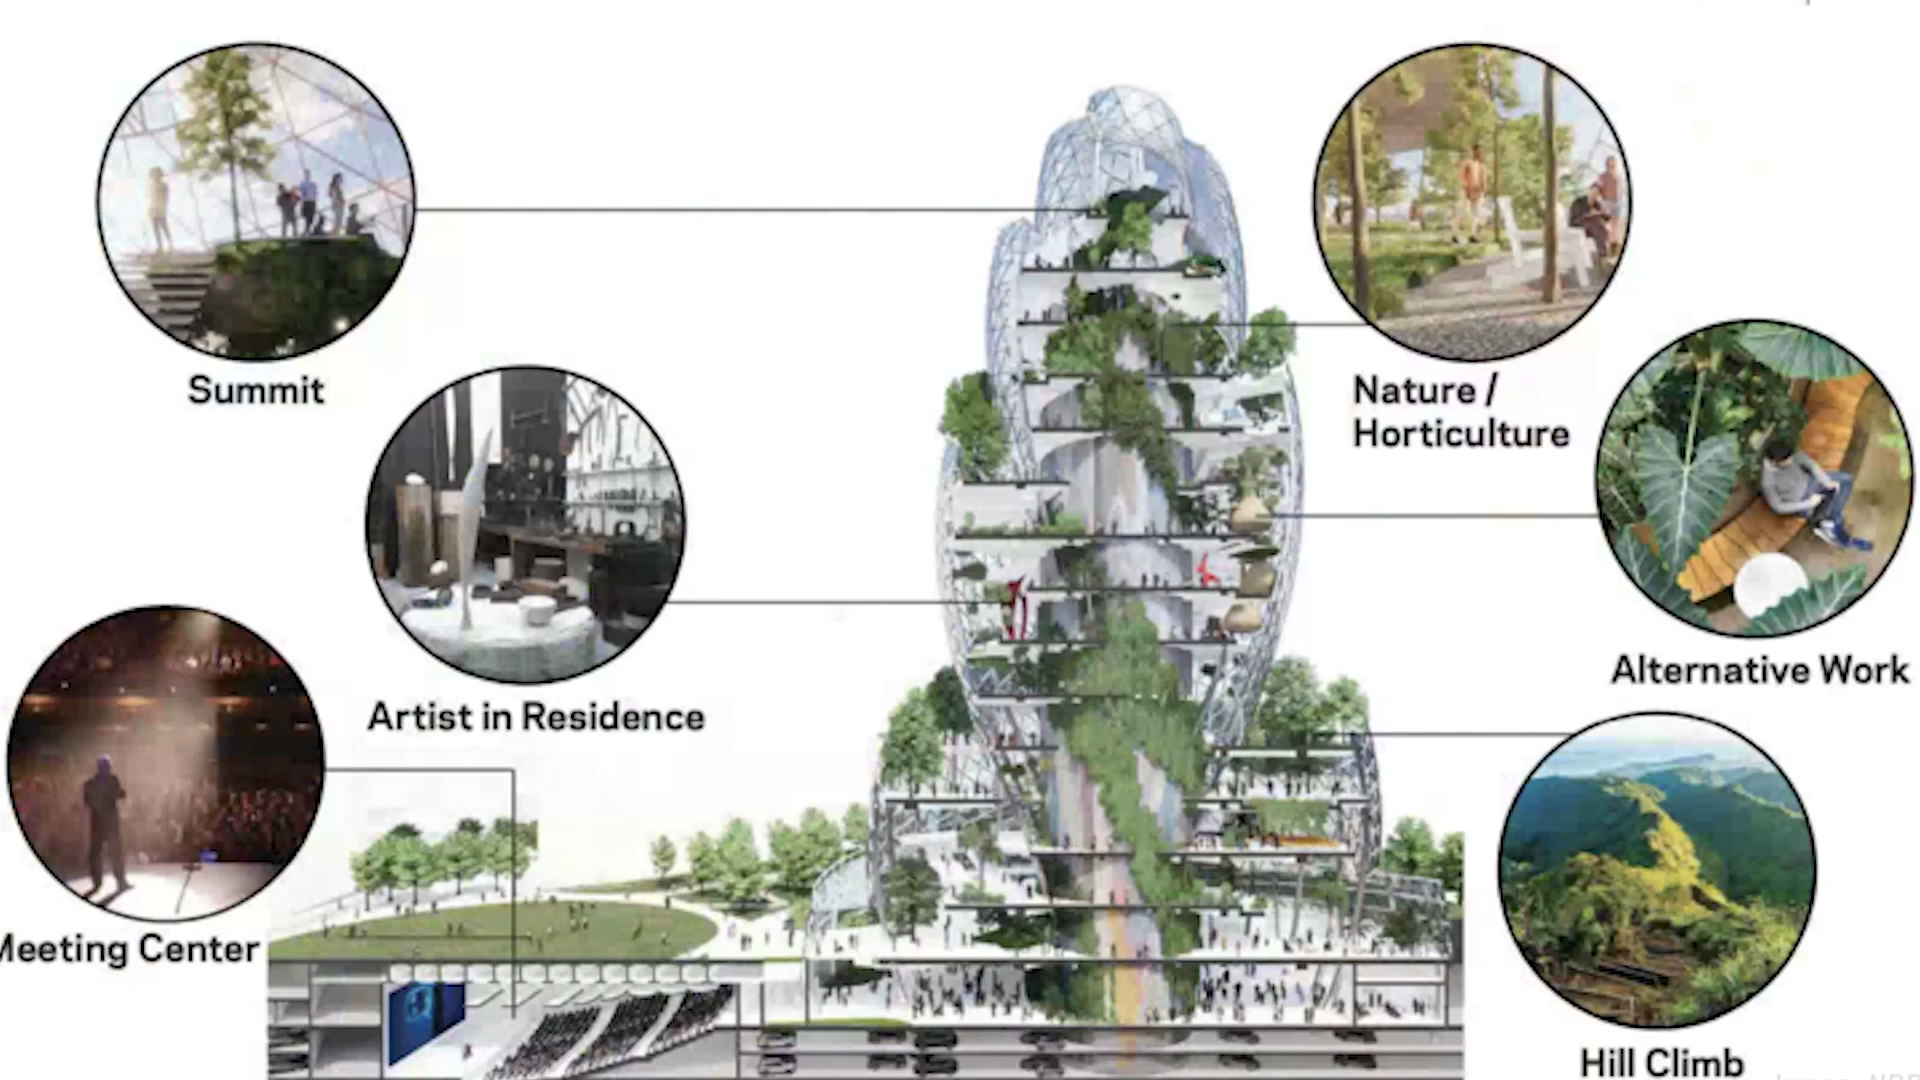 Summit
Nature /
Horticulture
Artist in Residence
Alternative Work
Meeting Center
Hill Climb